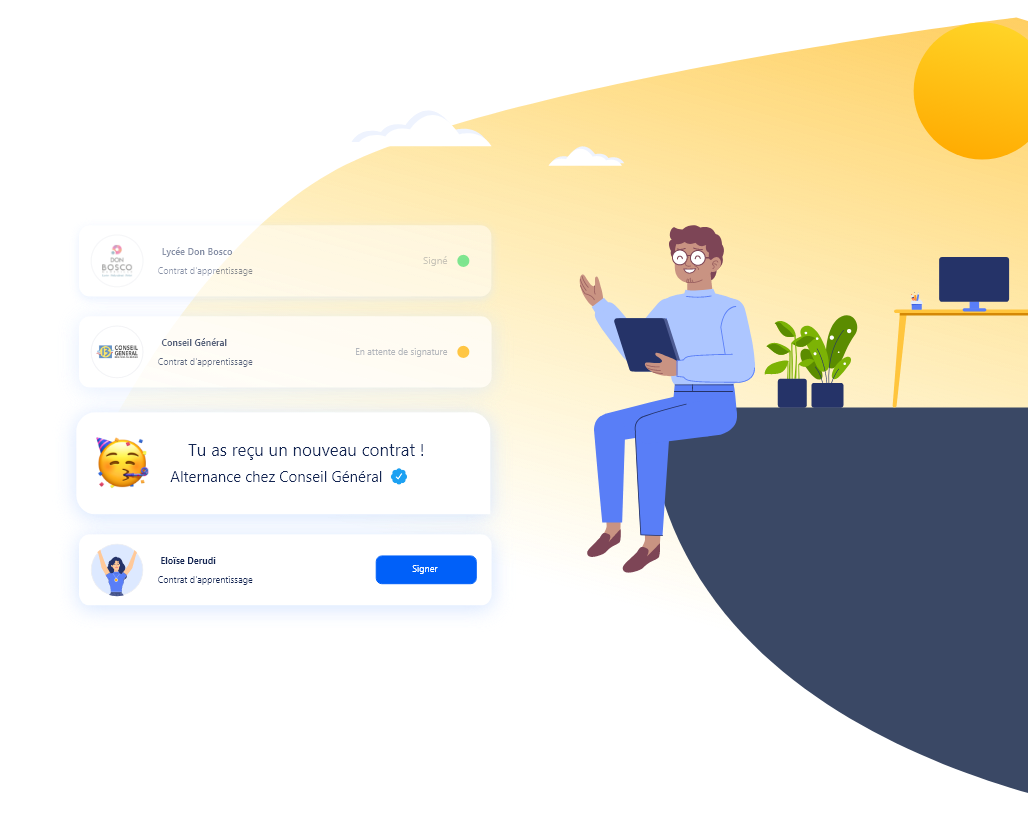 Lycée Don Bosco
Contrat d'apprentissage
Signé
DON
BOSCO
Conseil Général
Contrat d'apprentissage
En attente de signature
CONSEIL
GENERAL
Tu as reçu un nouveau contrat !
Alternance chez Conseil Général
Eloïse Derudi
Contrat d'apprentissage
Signer